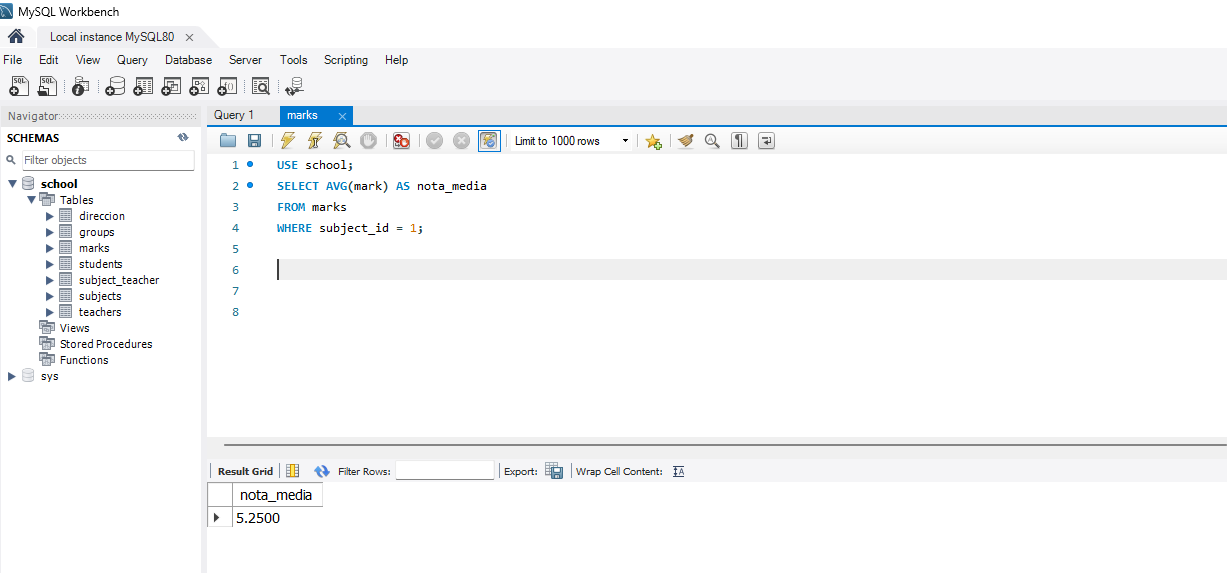 MySQL Workbench
Local instance MySQL80
File Edit View Query Database Server Tools Scripting Help
Navigator
Query 1 marks
SCHEMAS
Limit to 1000 rows
Filter objects
school
Tables
direccion
groups
marks
students
subject_teacher
subjects
teachers
Views
Stored Procedures
Functions
sys
1 USE school;
2 SELECT AVG(mark) AS nota_media
3 FROM marks
4 WHERE subject_id = 1;
5
6
7
8
Result Grid Filter Rows: Export: Wrap Cell Content:
nota_media
5.2500